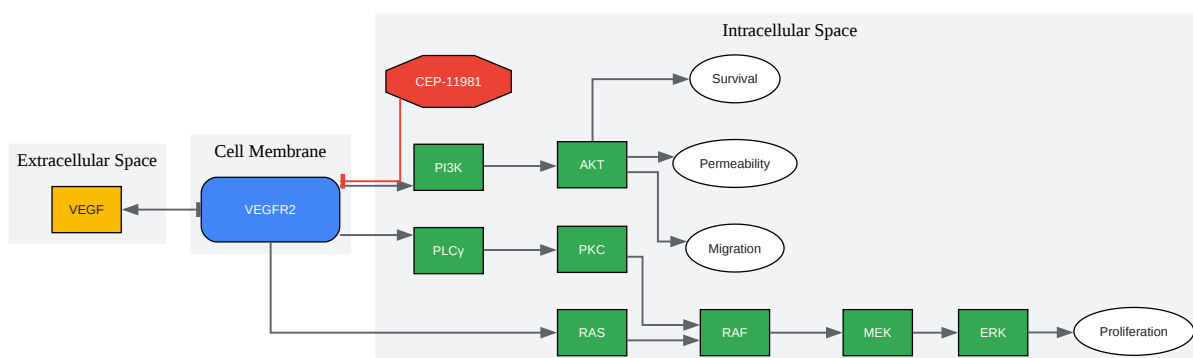 Intracellular Space
CEP-11981
Survival
Extracellular Space
Cell Membrane
PI3K
AKT
Permeability
VEGF
VEGFR2
PLCγ
PKC
Migration
RAS
RAF
MEK
ERK
Proliferation